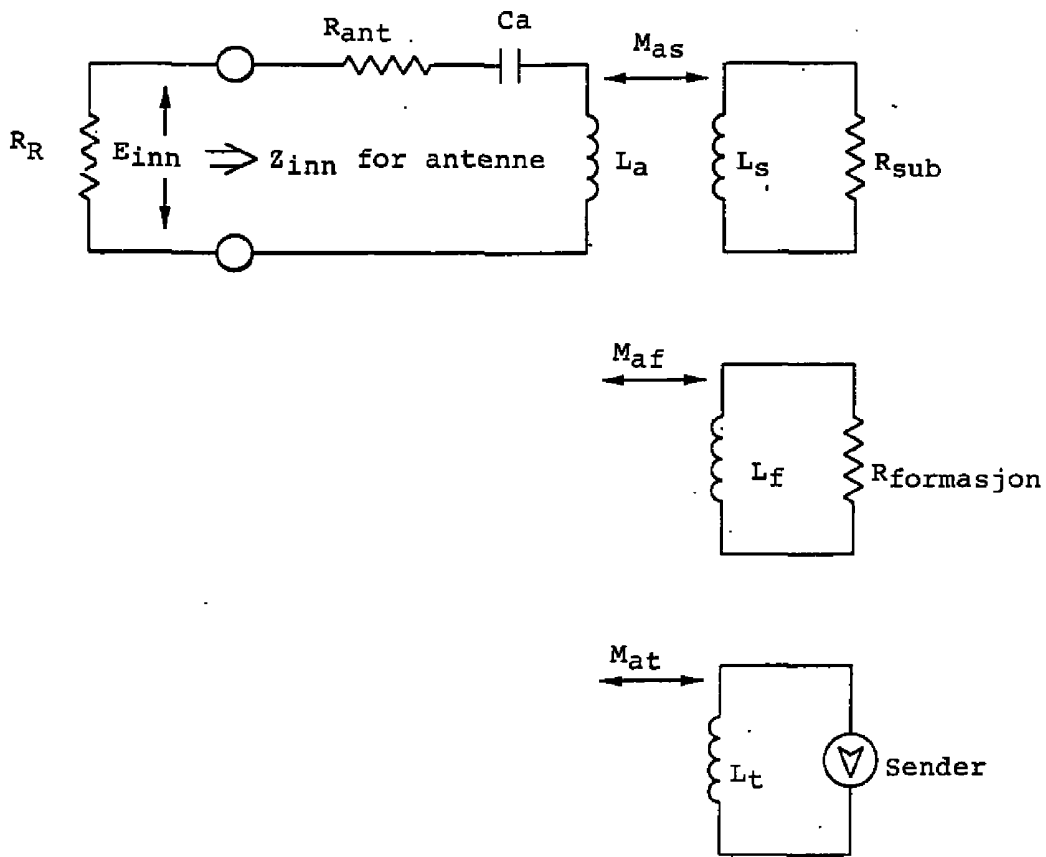 Rant
Ca
Mas
RR
Einn
Zinn for antenne
La
Ls
Rsub
Maf
Lf
Rformasjon
Mat
Lt
Sender